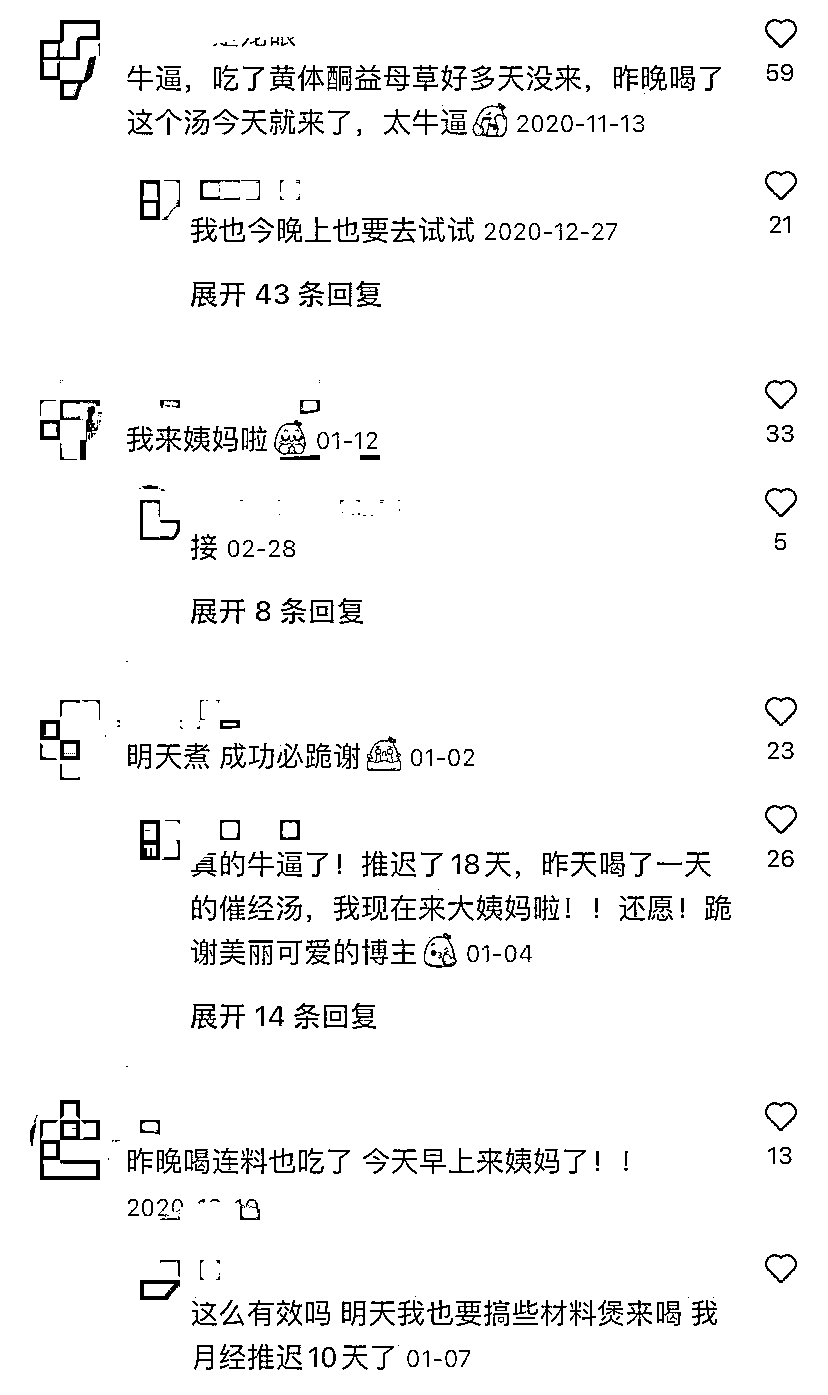 59
牛逼，吃了黄体酮益母草好多天没来，昨晚喝了
这个汤今天就来了，太牛逼 2020-11-13
21
我也今晚上也要去试试 2020-12-27
展开 43 条回复
33
我来姨妈啦 01-12
5
接 02-28
展开 8 条回复
23
明天煮 成功必跪谢 01-02
26
真的牛逼了！推迟了18天，昨天喝了一天
的催经汤，我现在来大姨妈啦！！还愿！跪
谢美丽可爱的博主 01-04
展开 14 条回复
13
昨晚喝连料也吃了 今天早上来姨妈了！！
这么有效吗 明天我也要搞些材料煲来喝 我
月经推迟10天了 01-07